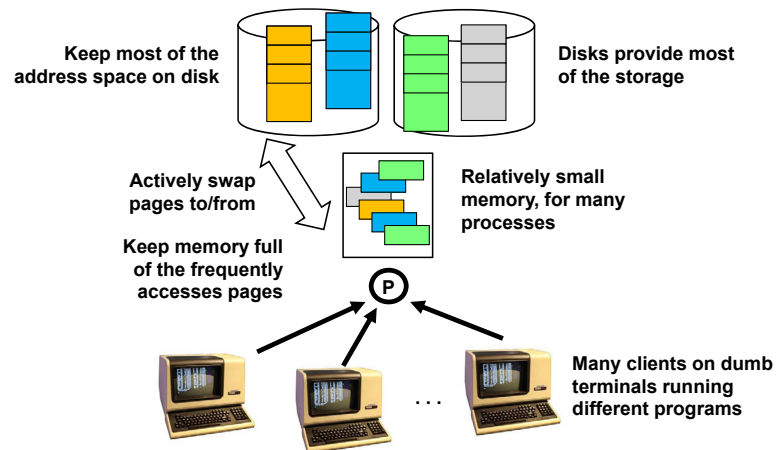 Keep most of the
address space on disk
Disks provide most
of the storage
Actively swap
pages to/from
Relatively small
memory, for many
processes
Keep memory full
of the frequently
accesses pages
P
. . .
Many clients on dumb
terminals running
different programs